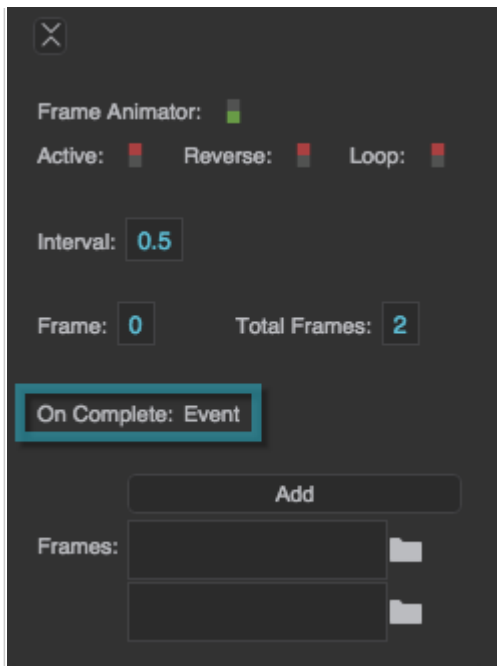 Frame Animator:
Active: Reverse: Loop:
Interval: 0.5
Frame: 0 Total Frames: 2
On Complete: Event
Add
Frames: